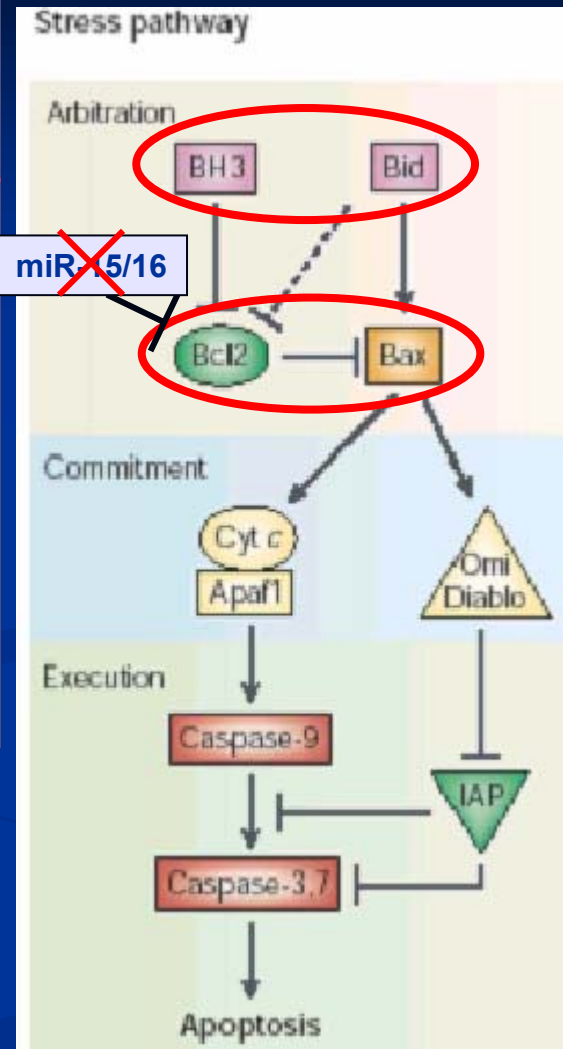 Stress pathway
Arbitration
BH3
Bid
miR-15/16
Bcl2
Bax
Commitment
Cyt c
Apaf1
Omi
Diablo
Execution
Caspase-9
IAP
Caspase-3,7
Apoptosis